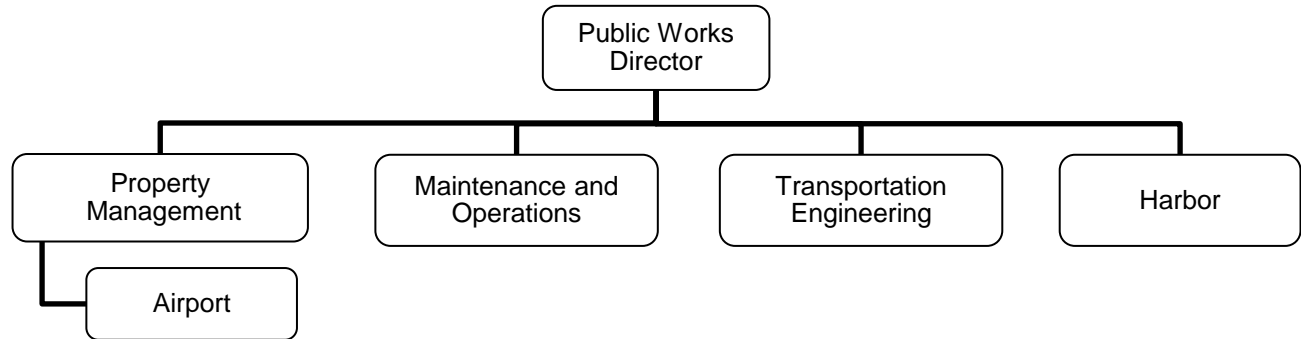 Public Works
Director
Property
Management
Maintenance and
Operations
Transportation
Engineering
Harbor
Airport